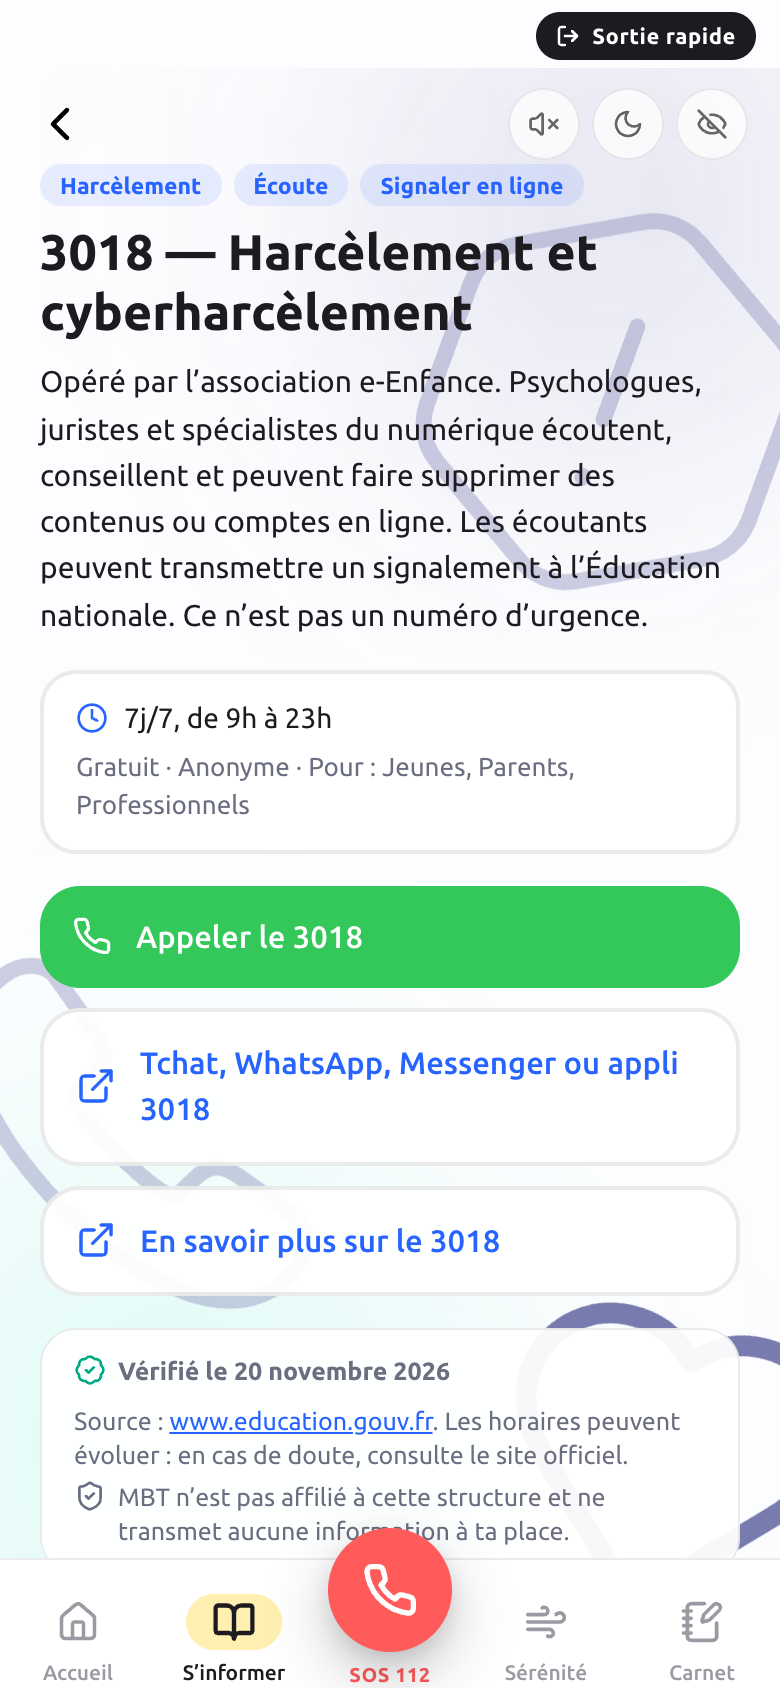 Sortie rapide
Harcèlement
Écoute
Signaler en ligne
3018 — Harcèlement et
cyberharcèlement
Opéré par l’association e-Enfance. Psychologues,
juristes et spécialistes du numérique écoutent,
conseillent et peuvent faire supprimer des
contenus ou comptes en ligne. Les écoutants
peuvent transmettre un signalement à l’Éducation
nationale. Ce n’est pas un numéro d’urgence.
7j/7, de 9h à 23h
Gratuit · Anonyme · Pour : Jeunes, Parents,
Professionnels
Appeler le 3018
Tchat, WhatsApp, Messenger ou appli
3018
En savoir plus sur le 3018
Vérifié le 20 novembre 2026
Source : www.education.gouv.fr. Les horaires peuvent
évoluer : en cas de doute, consulte le site officiel.
MBT n’est pas affilié à cette structure et ne
transmet aucune information à ta place.
Accueil
S’informer
SOS 112
Sérénité
Carnet